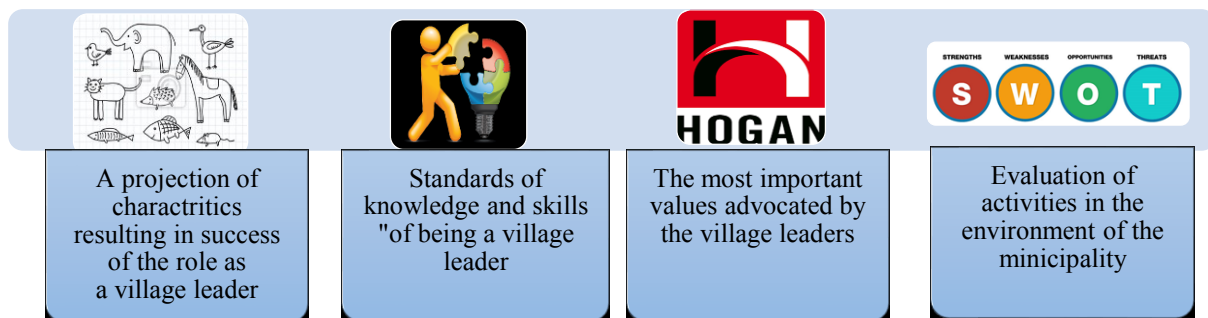 HOGAN
STRENGTHS WEAKNESSES OPPORTUNITIES THREATS
S W O T
A projection of
charactritics
resulting in success
of the role as
a village leader
Standards of
knowledge and skills
"of being a village
leader
The most important
values advocated by
the village leaders
Evaluation of
activities in the
environment of the
minicipality